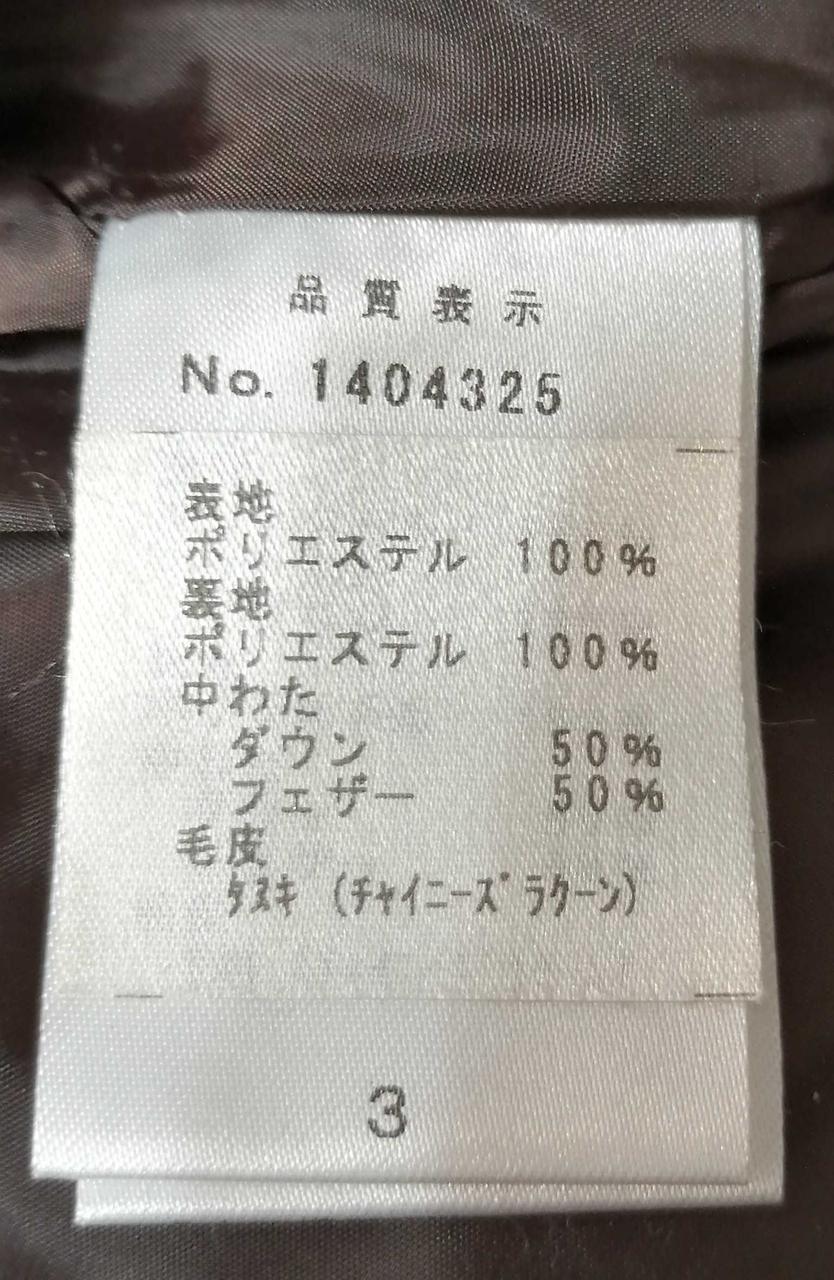 品質表示
No. 1404325
表地
ポリエステル 100%
裏地
ポリエステル 100%
中わた
ダウン 50%
フェザー 50%
毛皮
ﾀﾇｷ (ﾁｬｲﾆｰｽﾞﾗｸｰﾝ)
3